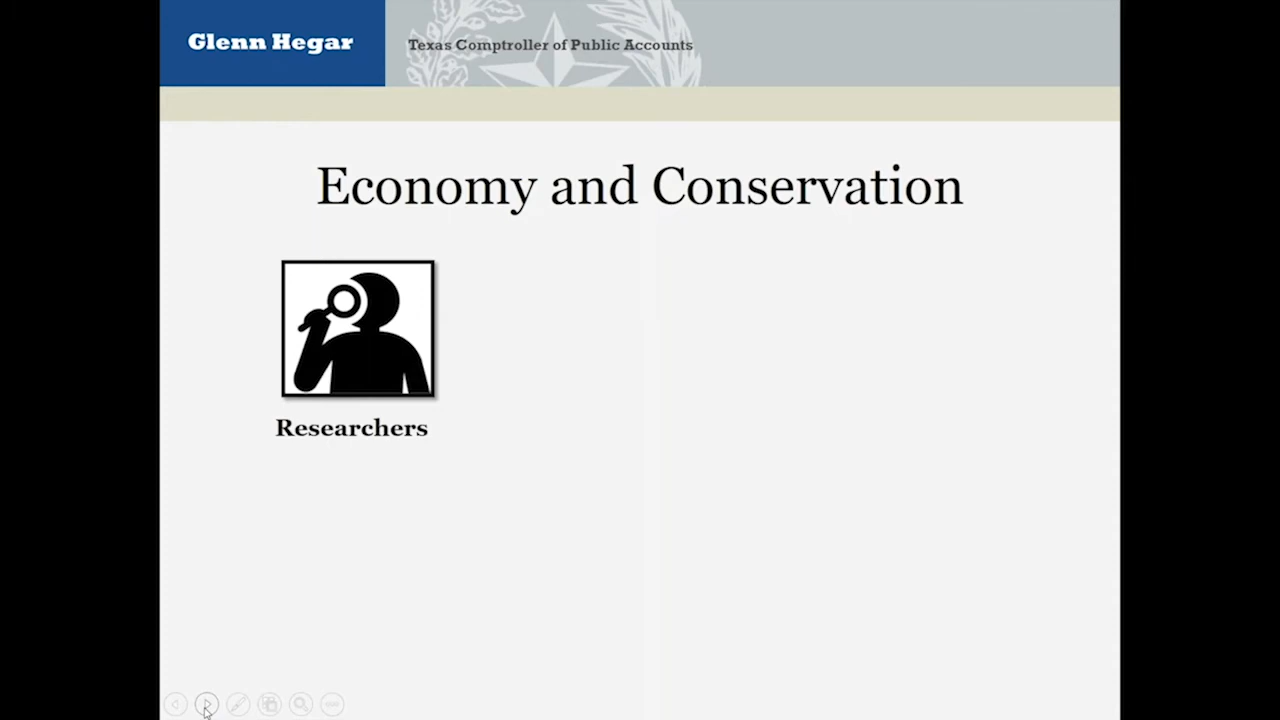 Glenn Hegar
Texas Comptroller of Public Accounts
Economy and Conservation
Researchers